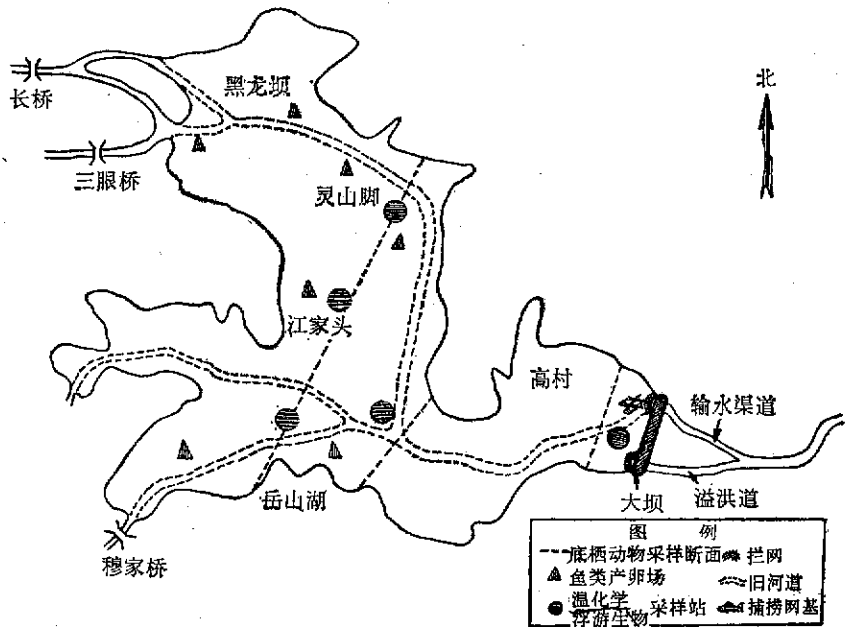 北
长桥
黑龙坝
三眼桥
灵山脚
江家头
高村
输水渠道
岳山湖
大坝
溢洪道
穆家桥
图 例
底栖动物采样断面
拦网
鱼类产卵场
旧河道
温化学
浮游生物 采样站
捕捞网基